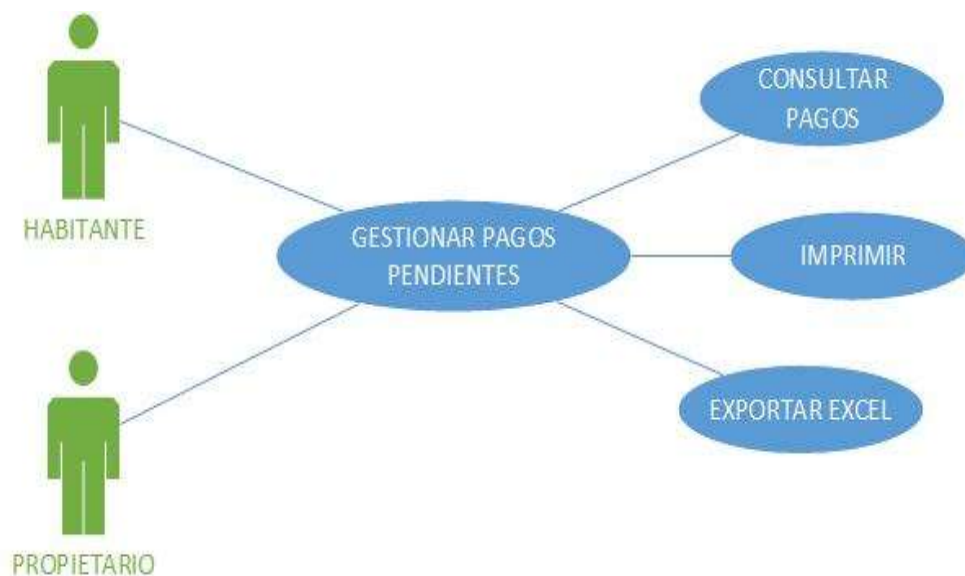 CONSULTAR
PAGOS
HABITANTE
GESTIONAR PAGOS
PENDIENTES
IMPRIMIR
EXPORTAR EXCEL
PROPIETARIO